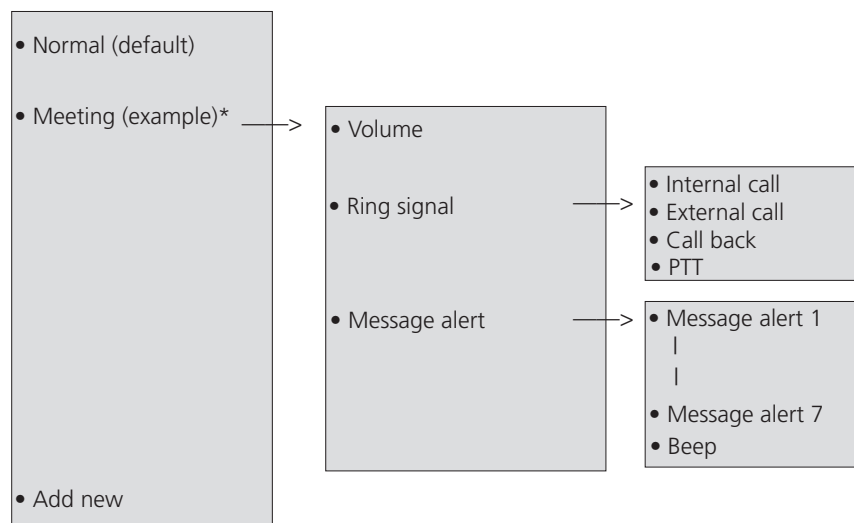 • Normal (default)
• Meeting (example)*
• Add new
• Volume
• Ring signal
• Message alert
• Internal call
• External call
• Call back
• PTT
• Message alert 1
|
|
• Message alert 7
• Beep